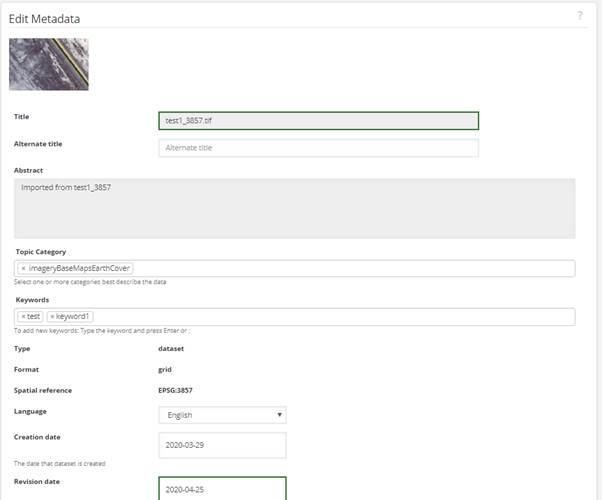 Edit Metadata ?
Title test1_3857.tif
Alternate title Alternate title
Abstract
Imported from test1_3857
Topic Category
× imageryBaseMapsEarthCover
Select one or more categories best describe the data
Keywords
× test × keyword1
To add new keywords: Type the keyword and press Enter or ;
Type dataset
Format grid
Spatial reference EPSG:3857
Language English
Creation date 2020-03-29
The date that dataset is created
Revision date 2020-04-25